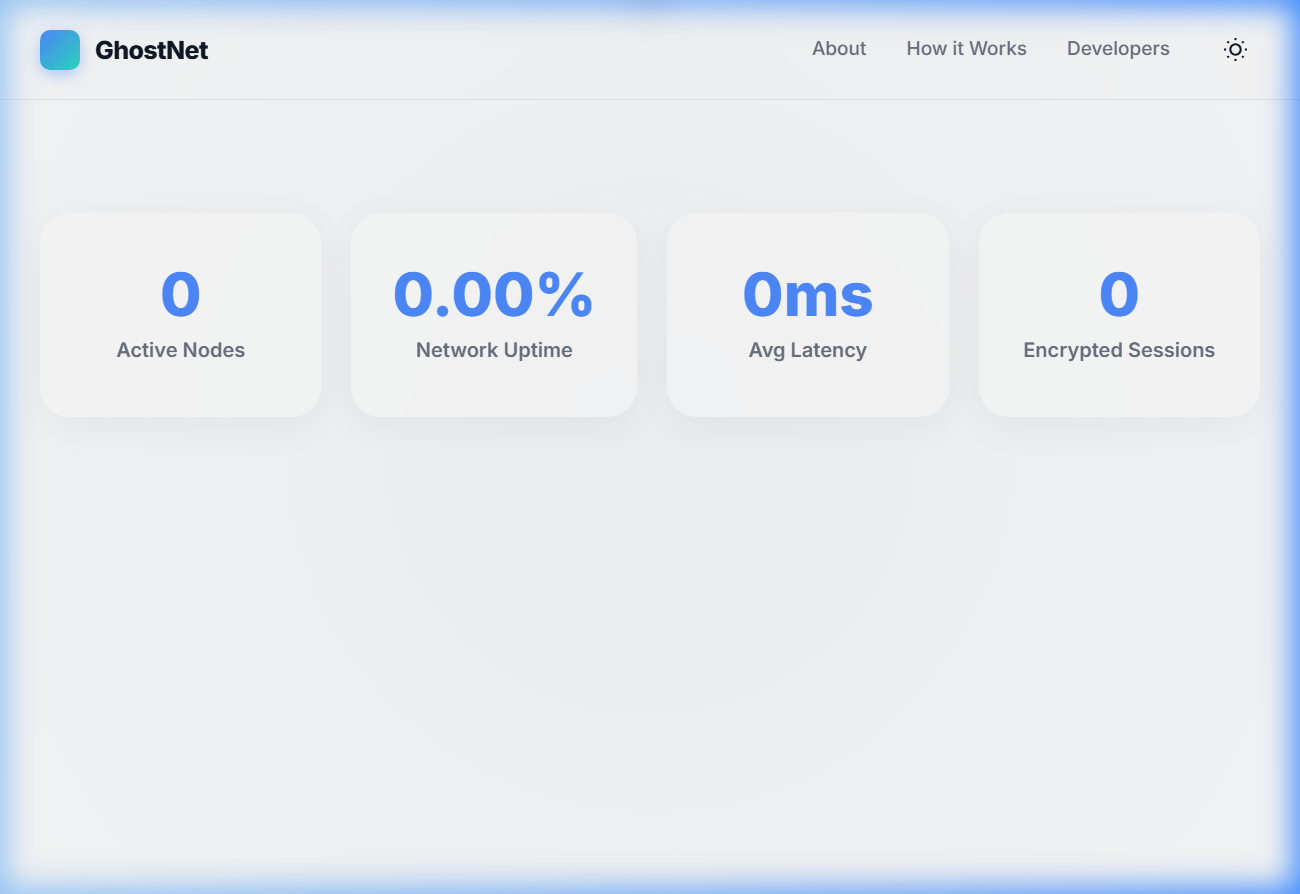 GhostNet
About How it Works Developers
0 0.00% 0ms 0
Active Nodes Network Uptime Avg Latency Encrypted Sessions